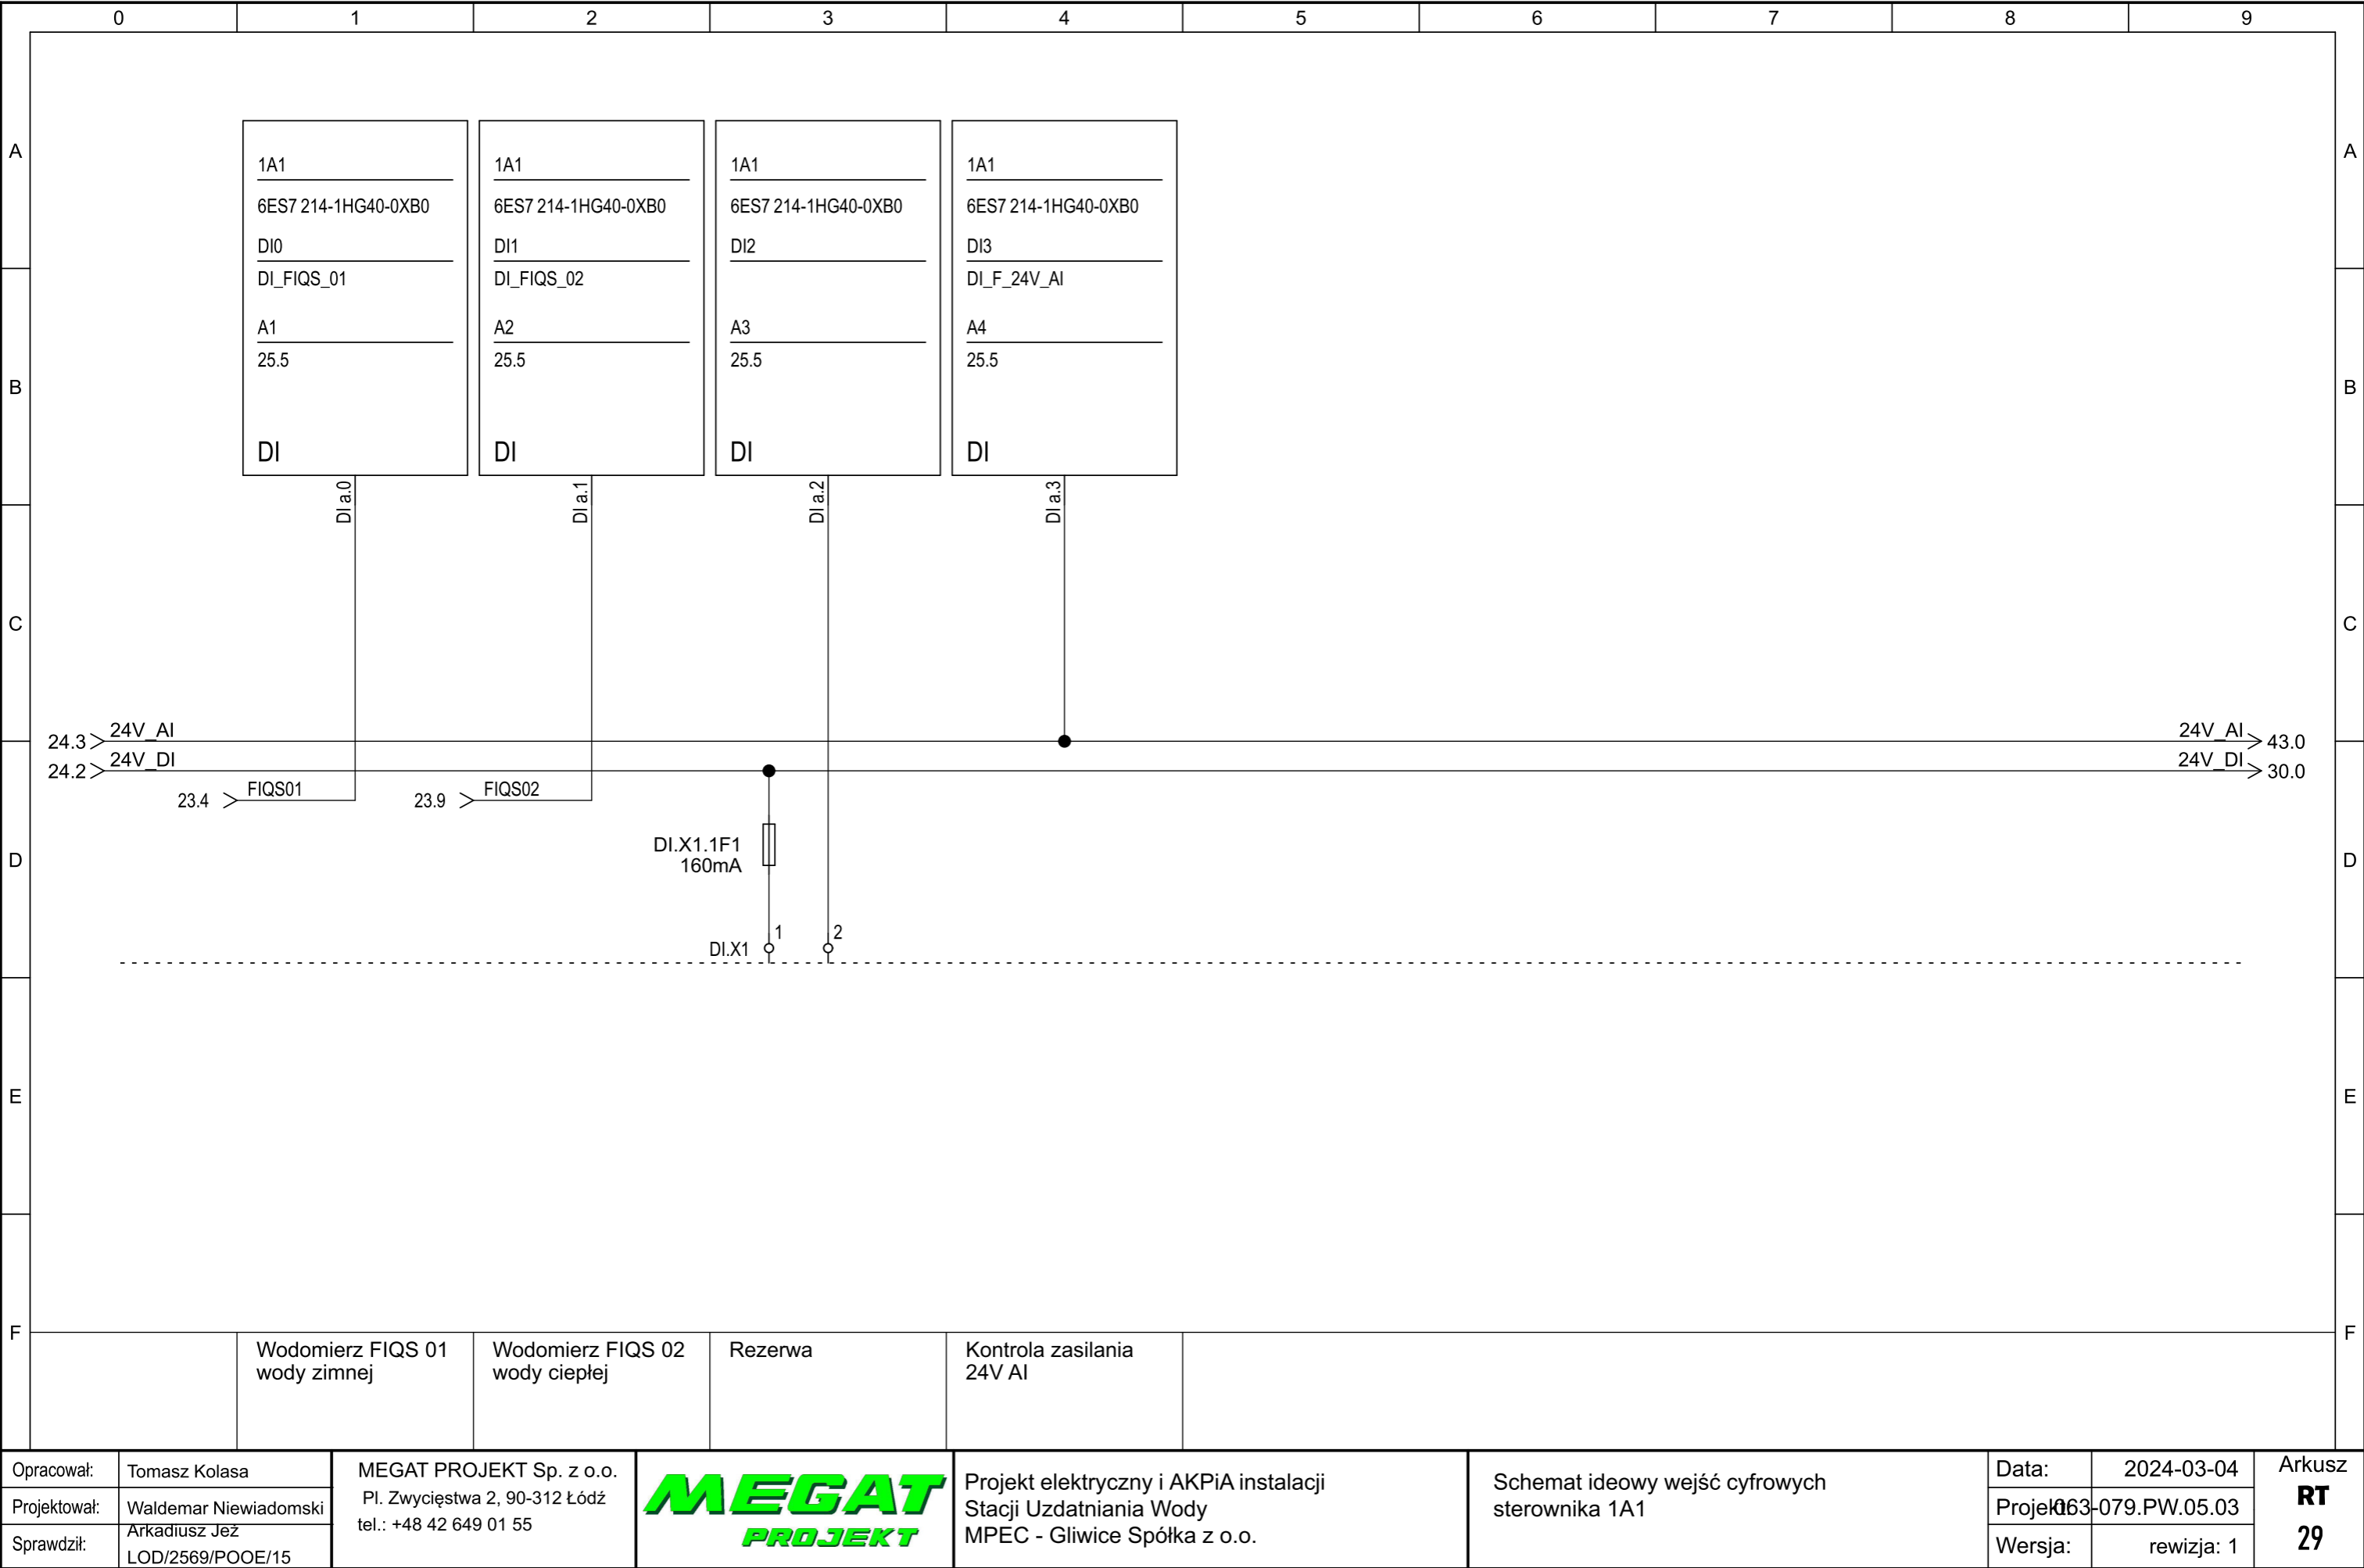 0 1 2 3 4 5 6 7 8 9
A A
1A1 1A1 1A1 1A1
6ES7 214-1HG40-0XB0 6ES7 214-1HG40-0XB0 6ES7 214-1HG40-0XB0 6ES7 214-1HG40-0XB0
DI0 DI1 DI2 DI3
DI_FIQS_01 DI_FIQS_02 DI_F_24V_AI
A1 A2 A3 A4
25.5 25.5 25.5 25.5
B B
DI DI DI DI
DI a.0 DI a.1 DI a.2 DI a.3
C C
24.3 24V_AI 24V_AI 43.0
24.2 24V_DI 24V_DI 30.0
23.4 FIQS01 23.9 FIQS02
DI.X1.1F1
160mA
D D
DI.X1 1 2
E E
F F
Wodomierz FIQS 01
wody zimnej
Wodomierz FIQS 02
wody ciepłej
Rezerwa
Kontrola zasilania
24V AI
Opracował: Tomasz Kolasa
Projektował: Waldemar Niewiadomski
Sprawdził: Arkadiusz Jeż
LOD/2569/POOE/15
MEGAT PROJEKT Sp. z o.o.
Pl. Zwycięstwa 2, 90-312 Łódź
tel.: +48 42 649 01 55
MEGAT
PROJEKT
Projekt elektryczny i AKPiA instalacji
Stacji Uzdatniania Wody
MPEC - Gliwice Spółka z o.o.
Schemat ideowy wejść cyfrowych
sterownika 1A1
Data: 2024-03-04
Projekt: 063-079.PW.05.03
Wersja: rewizja: 1
Arkusz
RT
29